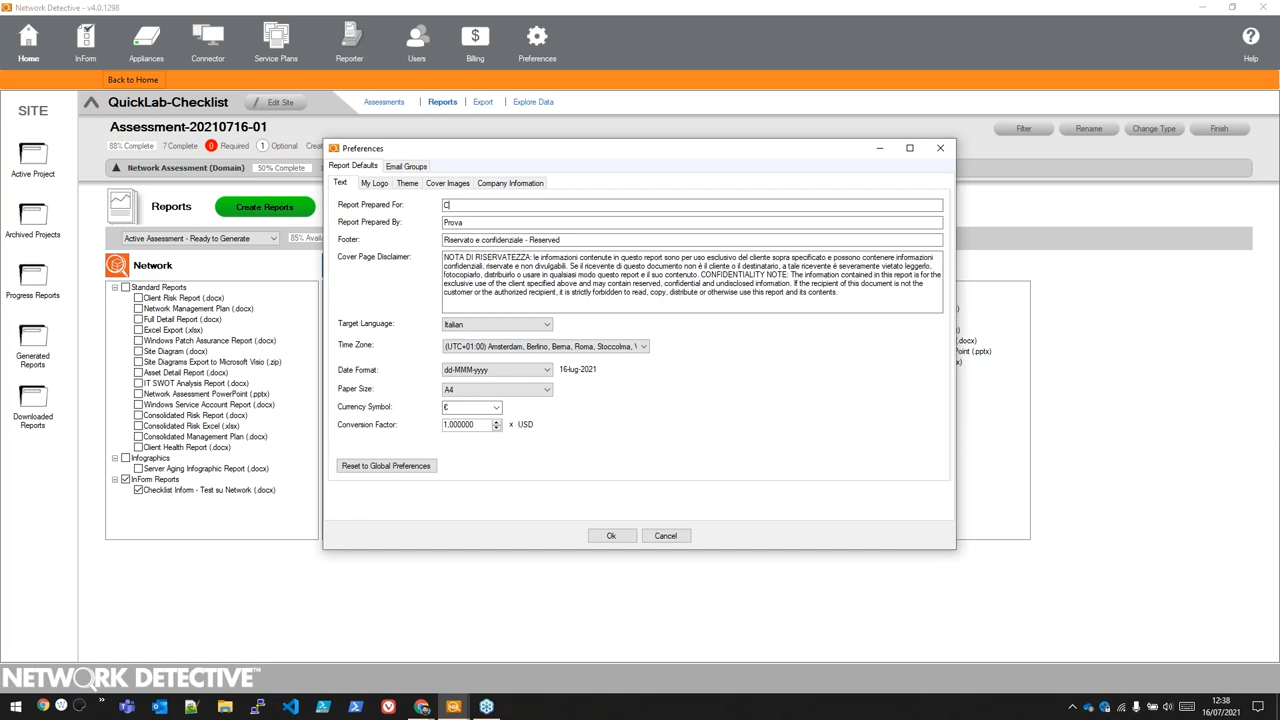 Network Detective - v4.0.1298
Home
InForm
Appliances
Connector
Service Plans
Reporter
Users
Billing
Preferences
Help
Back to Home
SITE
QuickLab-Checklist
Edit Site
Assessments
Reports
Export
Explore Data
Assessment-20210716-01
Filter
Rename
Change Type
Finish
88% Complete
7 Complete
0 Required
1 Optional
Network Assessment (Domain)
50% Complete
Active Project
Archived Projects
Progress Reports
Generated
Reports
Downloaded
Reports
Reports
Create Reports
Active Assessment - Ready to Generate
Network
Standard Reports
Client Risk Report (.docx)
Network Management Plan (.docx)
Full Detail Report (.docx)
Excel Export (.xlsx)
Windows Patch Assurance Report (.docx)
Site Diagram (.docx)
Site Diagrams Export to Microsoft Visio (.zip)
Asset Detail Report (.docx)
IT SWOT Analysis Report (.docx)
Network Assessment PowerPoint (.pptx)
Windows Service Account Report (.docx)
Consolidated Risk Report (.docx)
Consolidated Risk Excel (.xlsx)
Consolidated Management Plan (.docx)
Client Health Report (.docx)
Infographics
Server Aging Infographic Report (.docx)
InForm Reports
Checklist Inform - Test su Network (.docx)
Preferences
Report Defaults
Email Groups
Text
My Logo
Theme
Cover Images
Company Information
Report Prepared For:
C
Report Prepared By:
Prova
Footer:
Riservato e confidenziale - Reserved
Cover Page Disclaimer:
NOTA DI RISERVATEZZA: le informazioni contenute in questo report sono per uso esclusivo del cliente sopra specificato e possono contenere informazioni
confidenziali, riservate e non divulgabili. Se il ricevente di questo documento non è il cliente o il destinatario, a tale ricevente è severamente vietato leggerlo,
fotocopiarlo, distribuirlo o usare in qualsiasi modo questo report e il suo contenuto. CONFIDENTIALITY NOTE: The information contained in this report is for the
exclusive use of the client specified above and may contain reserved, confidential and undisclosed information. If the recipient of this document is not the
customer or the authorized recipient, it is strictly forbidden to read, copy, distribute or otherwise use this report and its contents.
Target Language:
Italian
Time Zone:
(UTC+01:00) Amsterdam, Berlino, Berna, Roma, Stoccolma,
Date Format:
dd-MMM-yyyy
16-lug-2021
Paper Size:
A4
Currency Symbol:
€
Conversion Factor:
1,000000
x USD
Reset to Global Preferences
Ok
Cancel
(.docx)
(.pptx)
NETWORK DETECTIVE™
12:38
16/07/2021